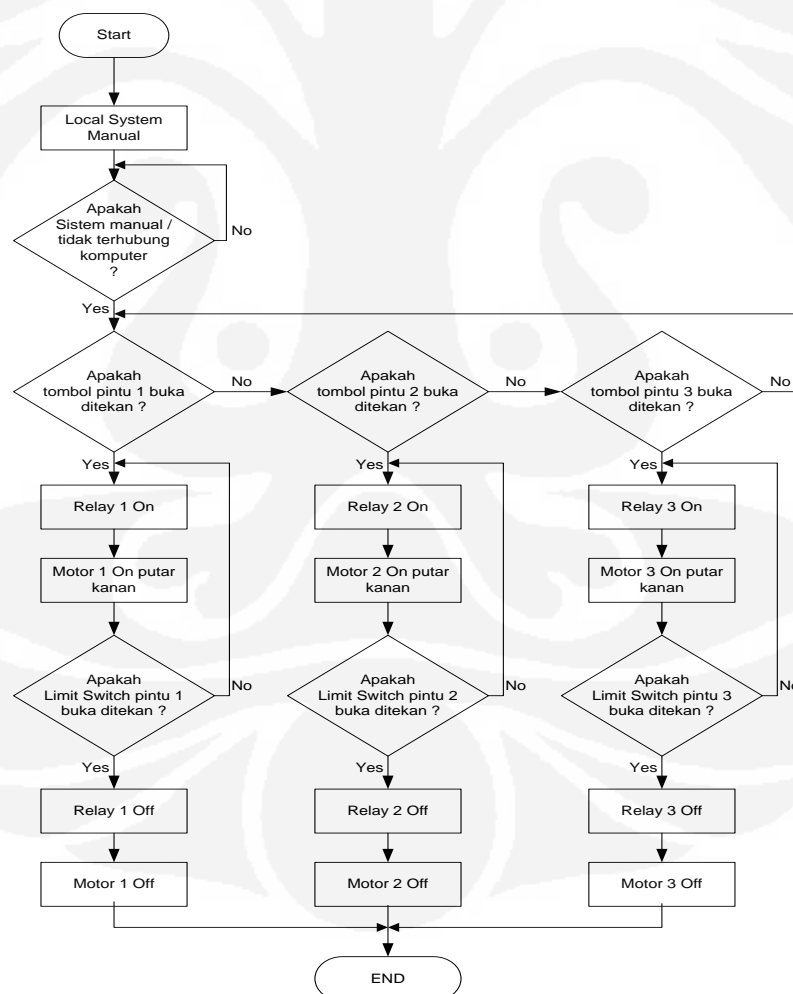 Start
Local System
Manual
Apakah
Sistem manual /
tidak terhubung
komputer
?
No
Yes
Apakah
tombol pintu 1 buka
ditekan ?
No
Apakah
tombol pintu 2 buka
ditekan ?
No
Apakah
tombol pintu 3 buka
ditekan ?
No
Yes
Yes
Yes
Relay 1 On
Relay 2 On
Relay 3 On
Motor 1 On putar
kanan
Motor 2 On putar
kanan
Motor 3 On putar
kanan
Apakah
Limit Switch pintu 1
buka ditekan ?
No
Apakah
Limit Switch pintu 2
buka ditekan ?
No
Apakah
Limit Switch pintu 3
buka ditekan ?
No
Yes
Yes
Yes
Relay 1 Off
Relay 2 Off
Relay 3 Off
Motor 1 Off
Motor 2 Off
Motor 3 Off
END